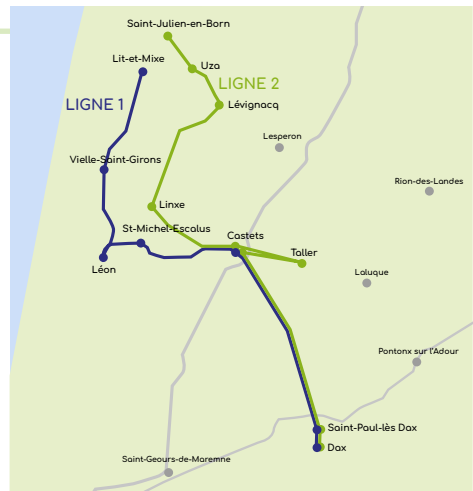 Saint-Julien-en-Born
Lit-et-Mixe
Uza
LIGNE 2
LIGNE 1
Lévignacq
Lesperon
Vielle-Saint-Girons
Rion-des-Landes
Linxe
St-Michel-Escalus
Castets
Taller
Léon
Laluque
Pontonx sur l'Adour
Saint-Paul-lès Dax
Dax
Saint-Geours-de-Maremne